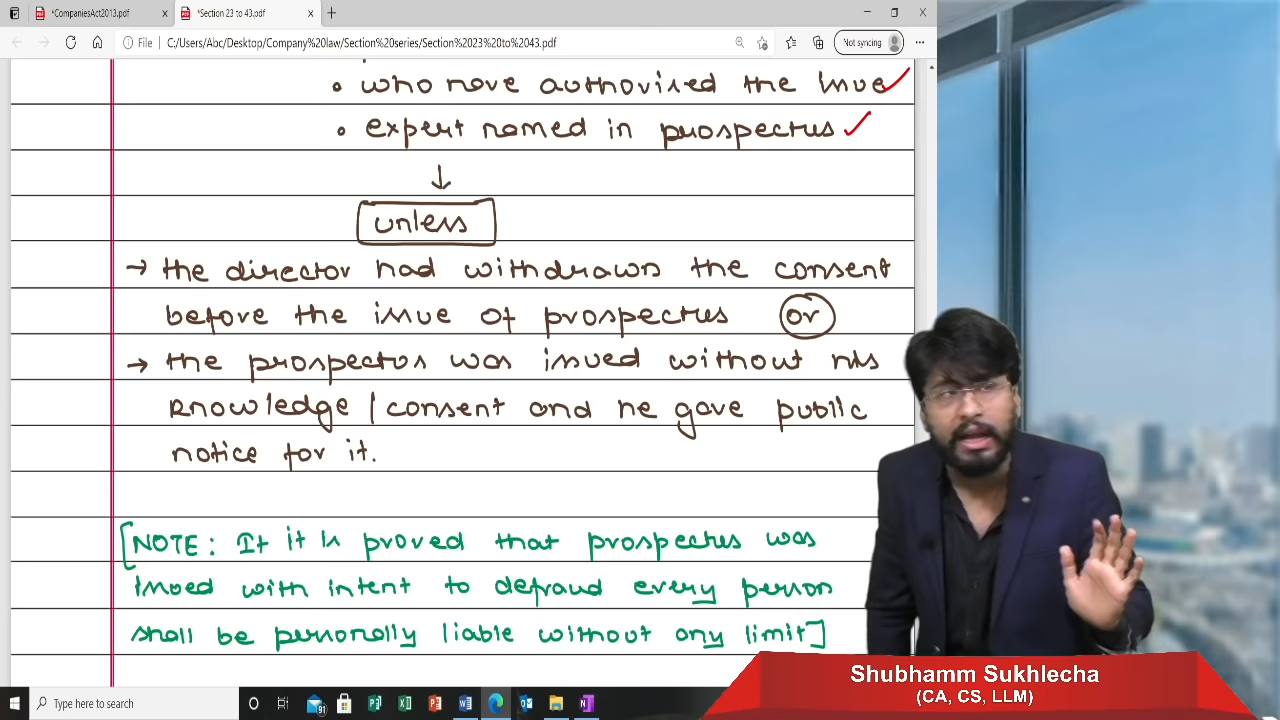 *CompaniesAct2013.pdf
*Section 23 to 43.pdf
File
C:/Users/Abc/Desktop/Company%20law/Section%20series/Section%2023%20to%2043.pdf
Not syncing
• who have authorised the issue
• expert named in prospectus
unless
→ the director had withdrawn the consent
before the issue of prospectus or
→ the prospectus was issued without his
knowledge / consent and he gave public
notice for it.
[NOTE: If it is proved that prospectus was
issued with intent to defraud every person
shall be personally liable without any limit]
Shubhamm Sukhlecha
(CA, CS, LLM)
Type here to search
91